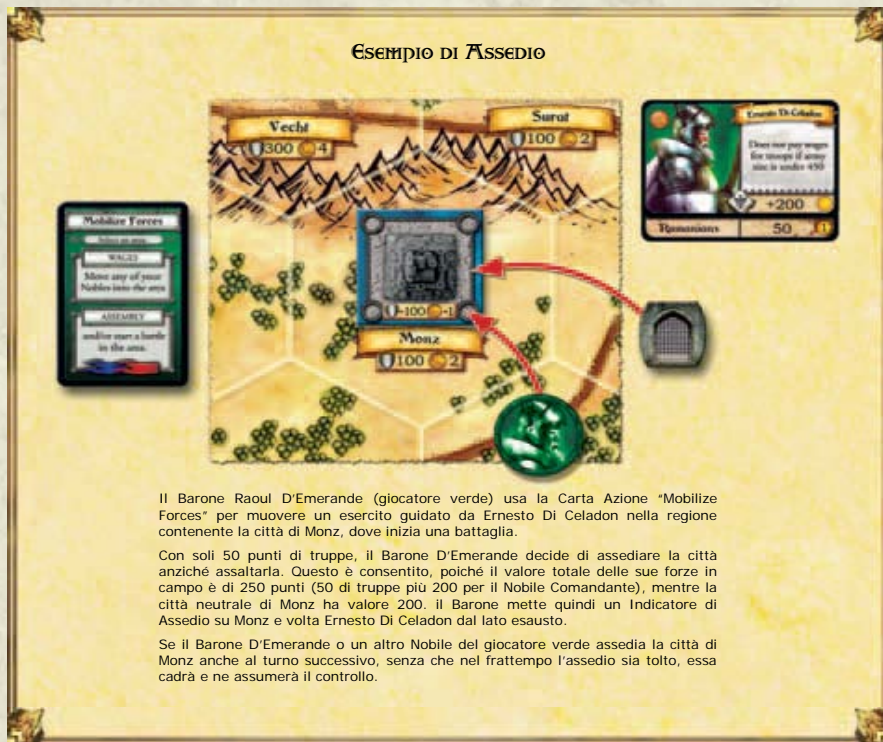 Esempio di Assedio
Vecht
300 4
Surat
100 2
Ernesto Di Celadon
Does not pay wages
for troops if army
size is under 450
+200
Ramanians 50 1
Mobilize Forces
Select an area.
WAGES
Move any of your
Nobles into the area
ASSEMBLY
and/or start a battle
in the area.
-100 -1
Monz
100 2
Il Barone Raoul D'Emerande (giocatore verde) usa la Carta Azione "Mobilize
Forces" per muovere un esercito guidato da Ernesto Di Celadon nella regione
contenente la città di Monz, dove inizia una battaglia.
Con soli 50 punti di truppe, il Barone D'Emerande decide di assediare la città
anziché assaltarla. Questo è consentito, poiché il valore totale delle sue forze in
campo è di 250 punti (50 di truppe più 200 per il Nobile Comandante), mentre la
città neutrale di Monz ha valore 200. il Barone mette quindi un Indicatore di
Assedio su Monz e volta Ernesto Di Celadon dal lato esausto.
Se il Barone D'Emerande o un altro Nobile del giocatore verde assedia la città di
Monz anche al turno successivo, senza che nel frattempo l'assedio sia tolto, essa
cadrà e ne assumerà il controllo.